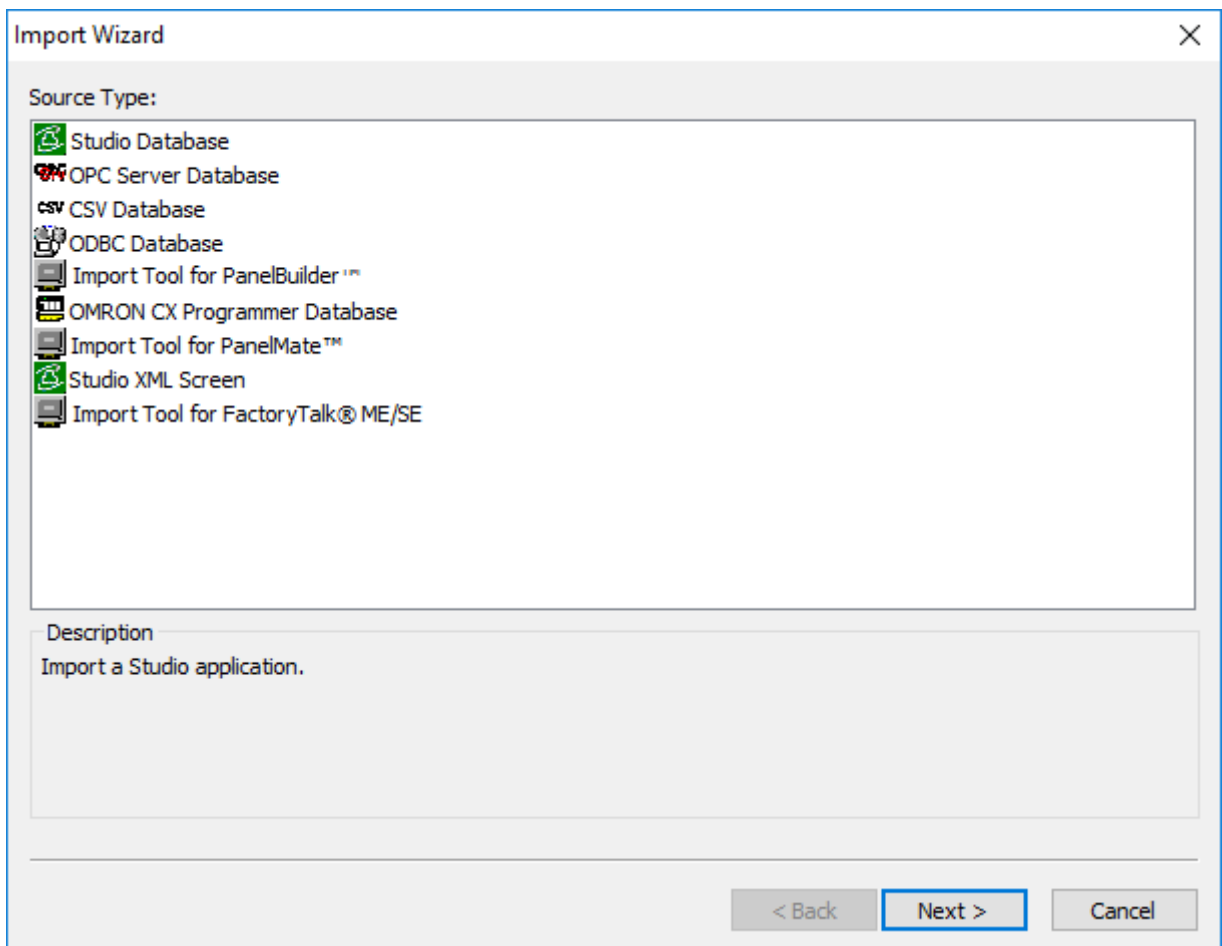 Import Wizard
Source Type:
Studio Database
OPC Server Database
CSV CSV Database
ODBC Database
Import Tool for PanelBuilder™
OMRON CX Programmer Database
Import Tool for PanelMate™
Studio XML Screen
Import Tool for FactoryTalk® ME/SE
Description
Import a Studio application.
< Back Next > Cancel